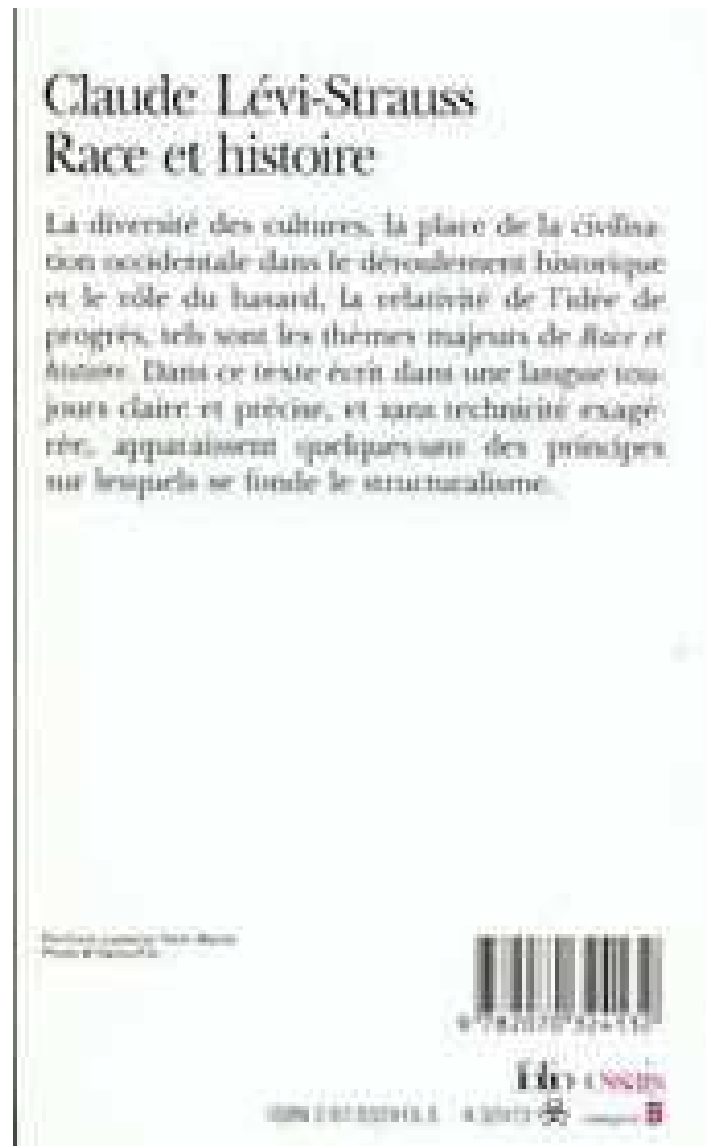 Claude Lévi-Strauss
Race et histoire
La diversité des cultures, la place de la civilisa-
tion occidentale dans le déroulement historique
et le rôle du hasard, la relativité de l'idée de
progrès, tels sont les thèmes majeurs de Race et
histoire. Dans ce texte écrit dans une langue tou-
jours claire et précise, et sans technicité exagé-
rée, apparaissent quelques-uns des principes
sur lesquels se fonde le structuralisme.
folio essais
ISBN